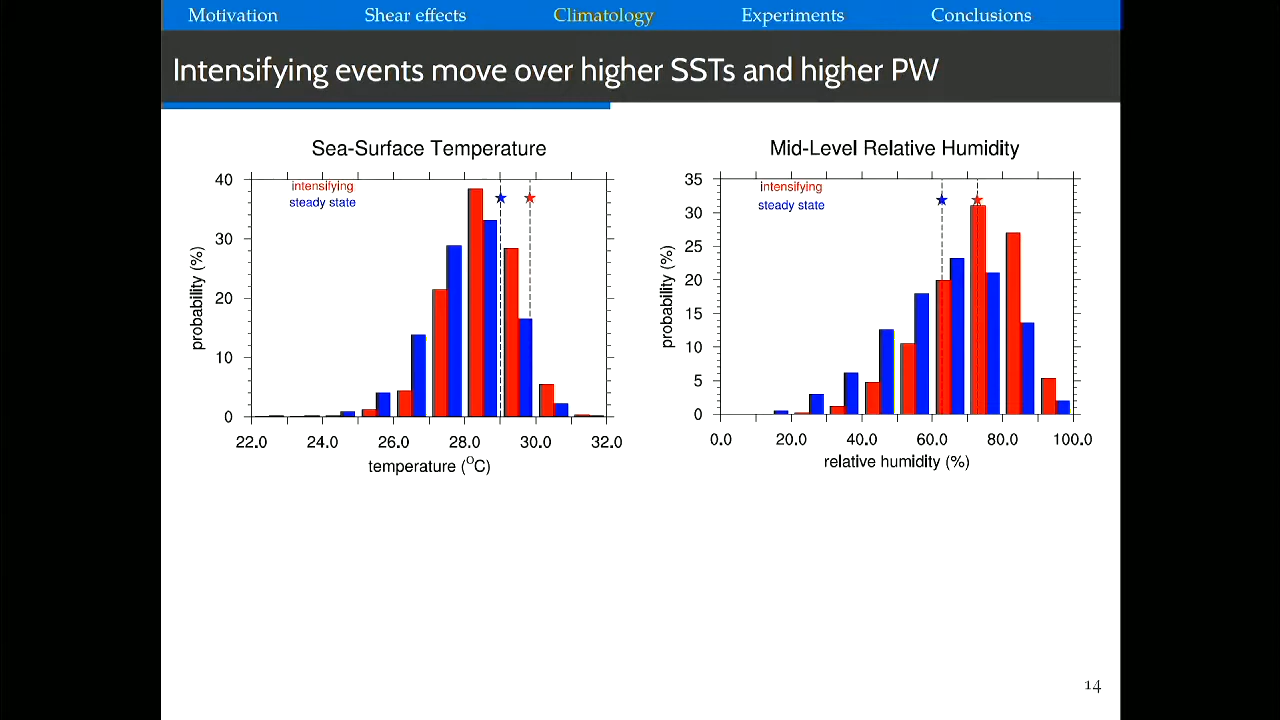 Motivation Shear effects Climatology Experiments Conclusions
Intensifying events move over higher SSTs and higher PW
Sea-Surface Temperature
intensifying
steady state
probability (%)
40
30
20
10
0
22.0 24.0 26.0 28.0 30.0 32.0
temperature (°C)
Mid-Level Relative Humidity
intensifying
steady state
probability (%)
35
30
25
20
15
10
5
0
0.0 20.0 40.0 60.0 80.0 100.0
relative humidity (%)
14